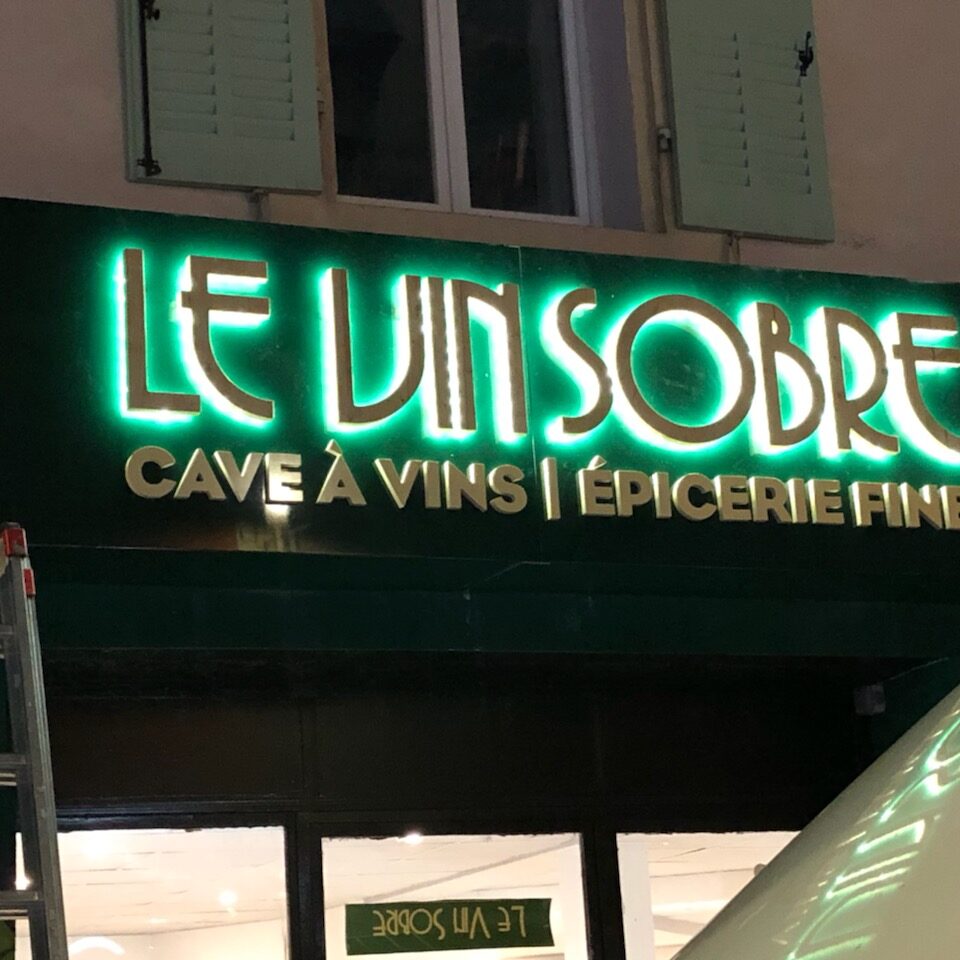 LE VIN SOBRE
CAVE À VINS | ÉPICERIE FINE
LE VIN SOBRE